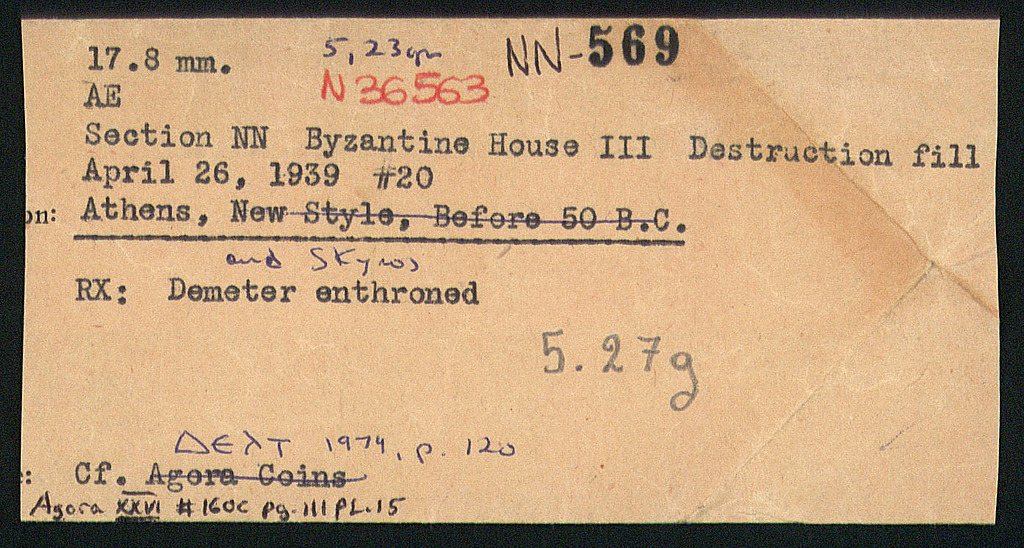 17.8 mm. 5,23gm NN-569
AE N 36563
Section NN Byzantine House III Destruction fill
April 26, 1939 #20
on: Athens, New Style, Before 50 B.C.
and Skyros
RX: Demeter enthroned
5.27g
ΔΕΛΤ 1974, p. 120
: Cf. Agora Coins
Agora XXVI #160c pg. 111 PL.15